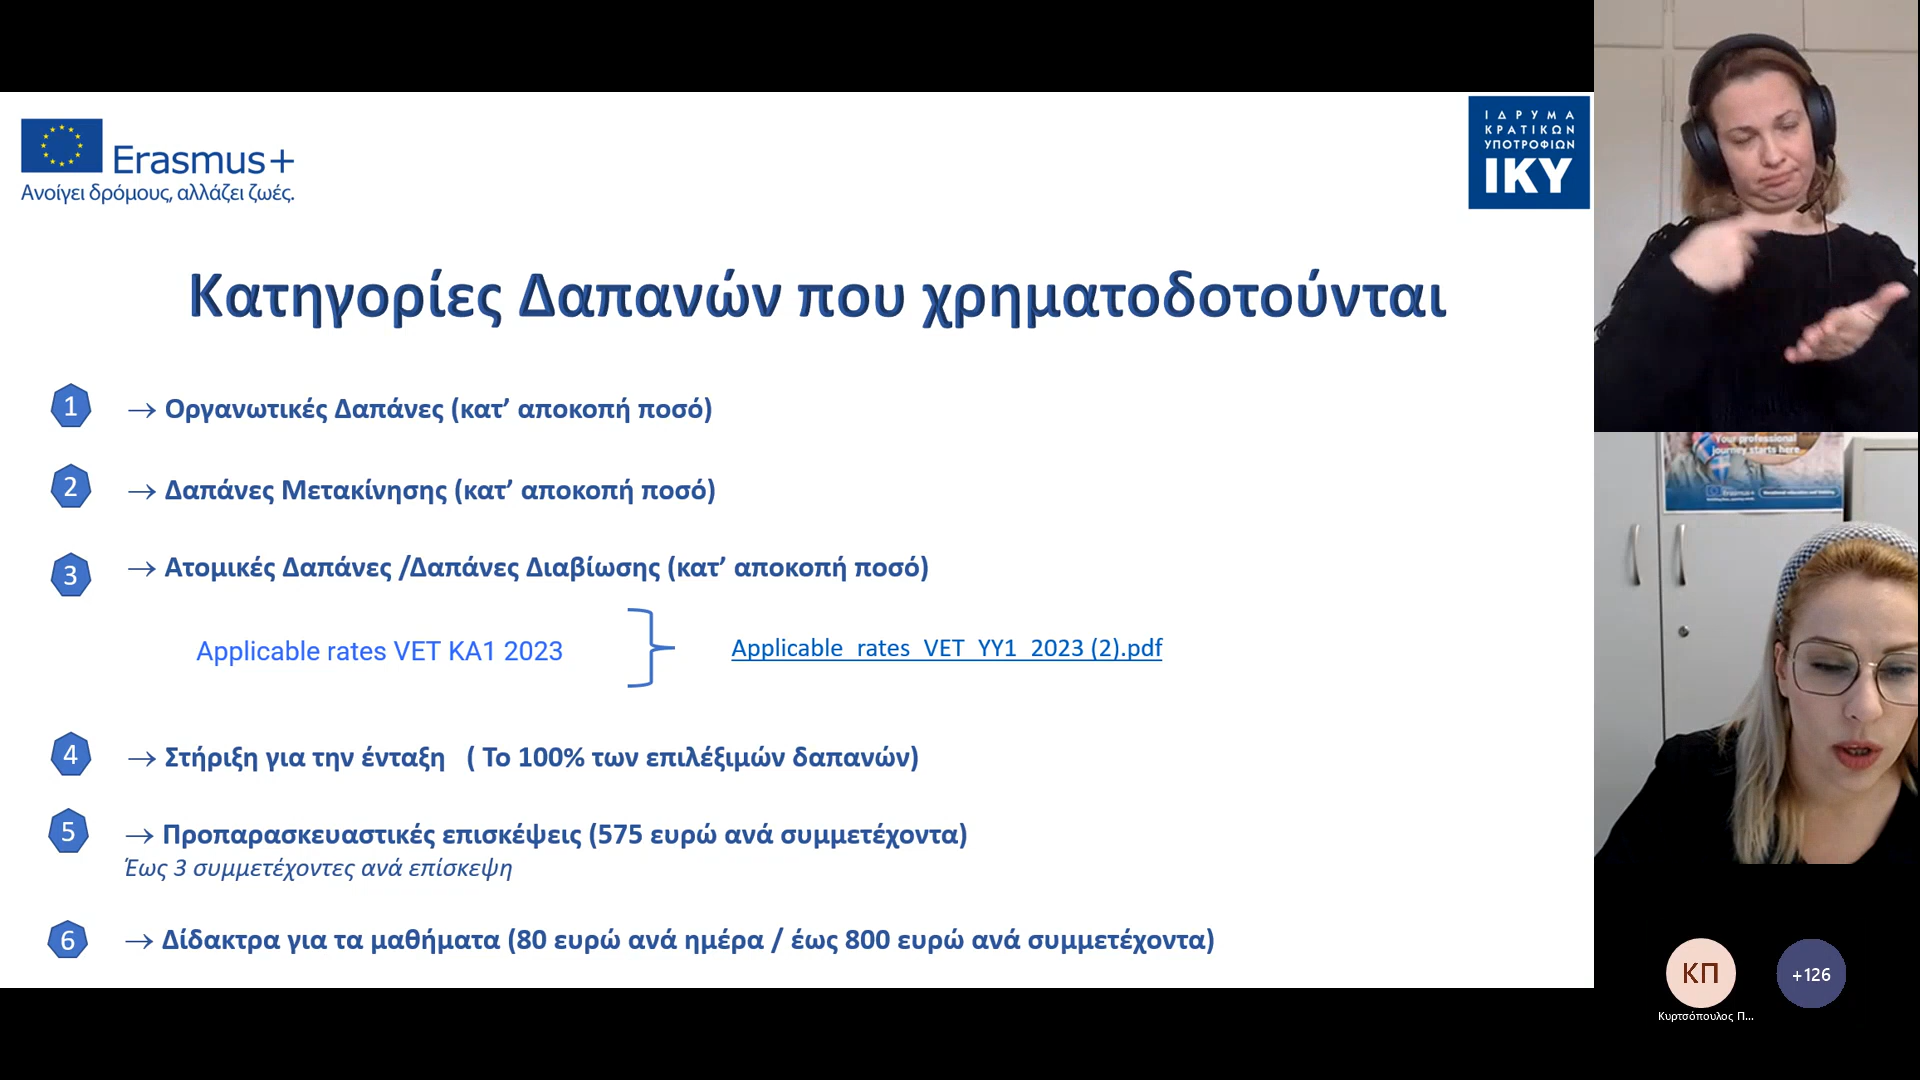 Erasmus+
Ανοίγει δρόμους, αλλάζει ζωές.
ΙΔΡΥΜΑ
ΚΡΑΤΙΚΩΝ
ΥΠΟΤΡΟΦΙΩΝ
ΙΚΥ
Κατηγορίες Δαπανών που χρηματοδοτούνται
1 → Οργανωτικές Δαπάνες (κατ’ αποκοπή ποσό)
2 → Δαπάνες Μετακίνησης (κατ’ αποκοπή ποσό)
3 → Ατομικές Δαπάνες /Δαπάνες Διαβίωσης (κατ’ αποκοπή ποσό)
Applicable rates VET KA1 2023
Applicable_rates_VET_YY1_2023 (2).pdf
4 → Στήριξη για την ένταξη ( Το 100% των επιλέξιμών δαπανών)
5 → Προπαρασκευαστικές επισκέψεις (575 ευρώ ανά συμμετέχοντα)
Έως 3 συμμετέχοντες ανά επίσκεψη
6 → Δίδακτρα για τα μαθήματα (80 ευρώ ανά ημέρα / έως 800 ευρώ ανά συμμετέχοντα)
Your professional
journey starts here
Erasmus+
ΚΠ
+126
Κυρτσόπουλος Π...